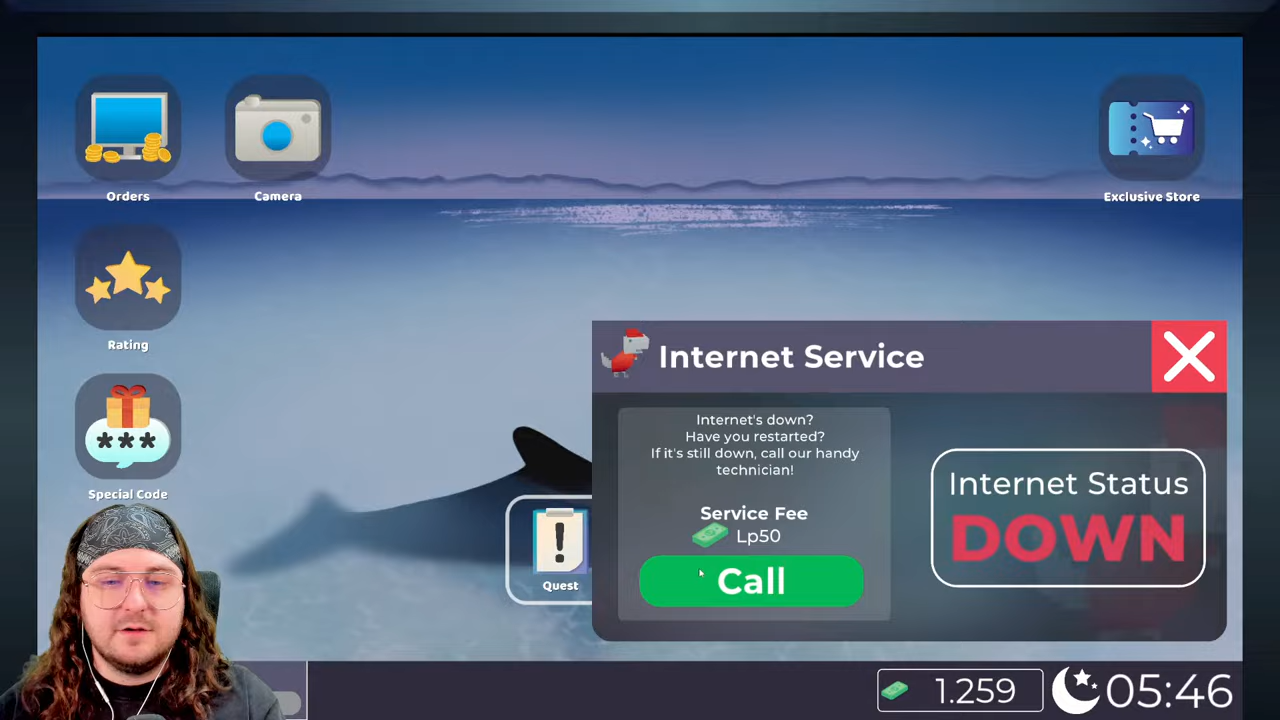 Orders
Camera
Exclusive Store
Rating
***
Special Code
Internet Service
Internet's down?
Have you restarted?
If it's still down, call our handy
technician!
Service Fee
Lp50
Call
Internet Status
DOWN
!
Quest
1.259
05:46